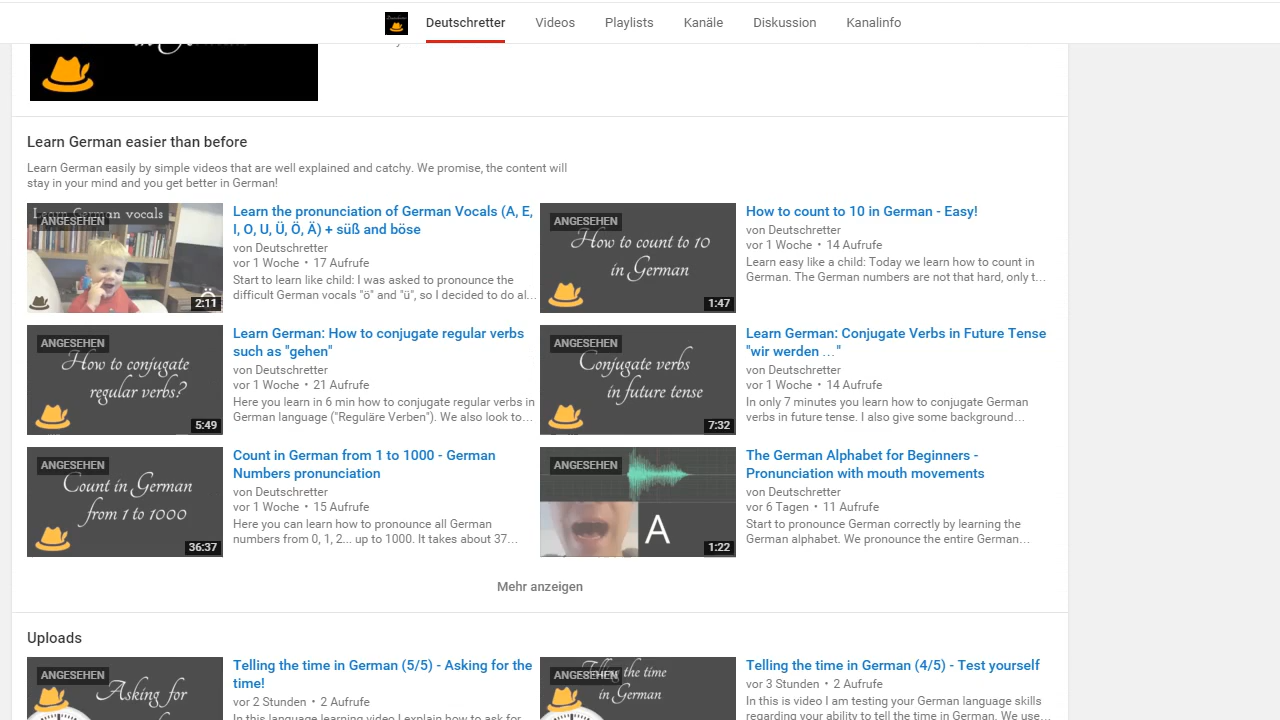 Deutschretter Videos Playlists Kanäle Diskussion Kanalinfo
Learn German easier than before
Learn German easily by simple videos that are well explained and catchy. We promise, the content will
stay in your mind and you get better in German!
Learn German vocals
ANGESEHEN
2:11
Learn the pronunciation of German Vocals (A, E,
I, O, U, Ü, Ö, Ä) + süß and böse
von Deutschretter
vor 1 Woche • 17 Aufrufe
Start to learn like child: I was asked to pronounce the
difficult German vocals "ö" and "ü", so I decided to do al...
ANGESEHEN
How to count to 10
in German
1:47
How to count to 10 in German - Easy!
von Deutschretter
vor 1 Woche • 14 Aufrufe
Learn easy like a child: Today we learn how to count in
German. The German numbers are not that hard, only t...
ANGESEHEN
How to conjugate
regular verbs?
5:49
Learn German: How to conjugate regular verbs
such as "gehen"
von Deutschretter
vor 1 Woche • 21 Aufrufe
Here you learn in 6 min how to conjugate regular verbs in
German language ("Reguläre Verben"). We also look to...
ANGESEHEN
Conjugate verbs
in future tense
7:32
Learn German: Conjugate Verbs in Future Tense
"wir werden ..."
von Deutschretter
vor 1 Woche • 14 Aufrufe
In only 7 minutes you learn how to conjugate German
verbs in future tense. I also give some background...
ANGESEHEN
Count in German
from 1 to 1000
36:37
Count in German from 1 to 1000 - German
Numbers pronunciation
von Deutschretter
vor 1 Woche • 15 Aufrufe
Here you can learn how to pronounce all German
numbers from 0, 1, 2... up to 1000. It takes about 37...
ANGESEHEN
A
1:22
The German Alphabet for Beginners -
Pronunciation with mouth movements
von Deutschretter
vor 6 Tagen • 11 Aufrufe
Start to pronounce German correctly by learning the
German alphabet. We pronounce the entire German...
Mehr anzeigen
Uploads
ANGESEHEN
Asking for
Telling the time in German (5/5) - Asking for the
time!
vor 2 Stunden • 2 Aufrufe
In this language learning video I explain how to ask for
ANGESEHEN
Telling the time
in German
Telling the time in German (4/5) - Test yourself
vor 3 Stunden • 2 Aufrufe
In this is video I am testing your German language skills
regarding your ability to tell the time in German. We use...